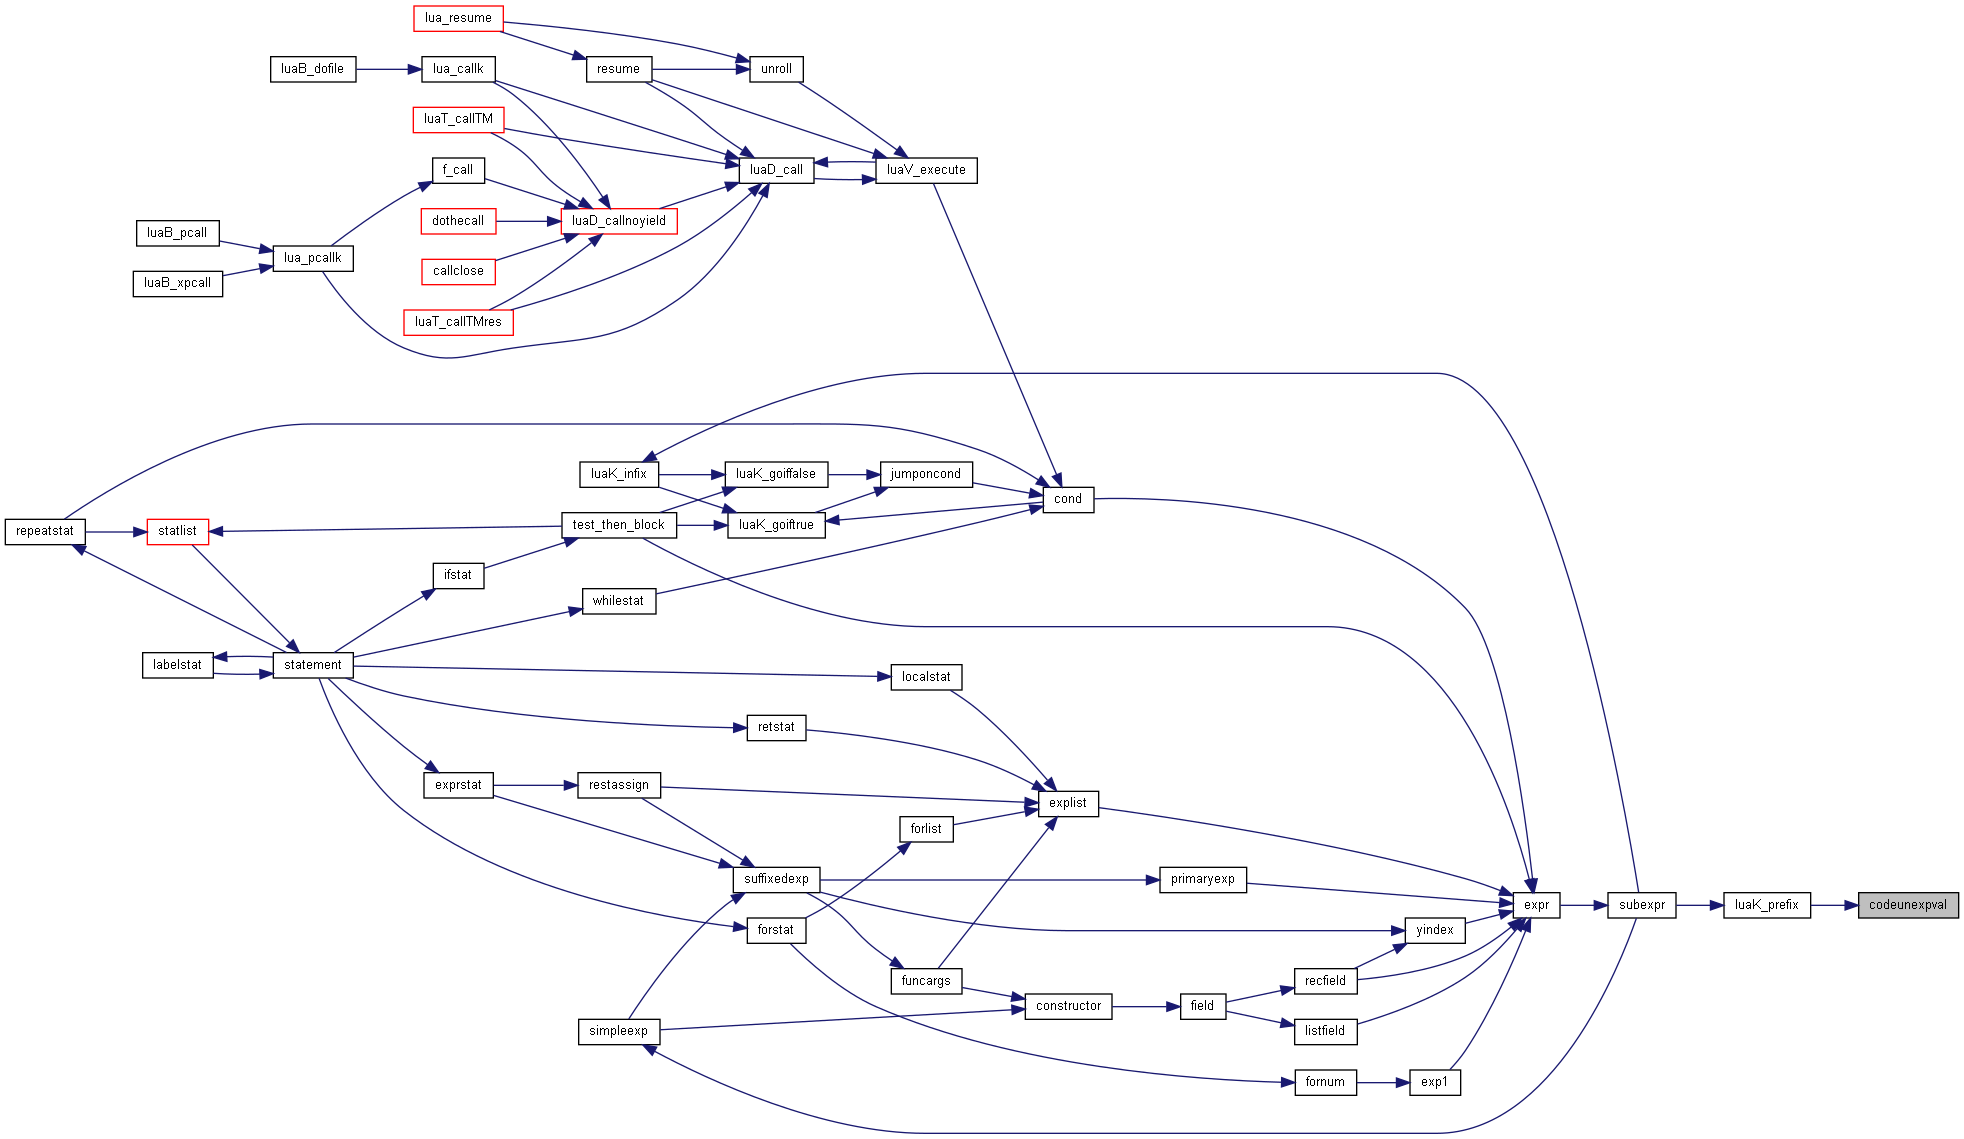 lua_resume
luaB_dofile
lua_callk
resume
unroll
luaT_callTM
f_call
luaD_call
luaV_execute
luaB_pcall
dothecall
luaD_callnoyield
lua_pcallk
luaB_xpcall
callclose
luaT_callTMres
luaK_infix
luaK_goiffalse
jumponcond
cond
repeatstat
statlist
test_then_block
luaK_goiftrue
ifstat
whilestat
labelstat
statement
localstat
retstat
exprstat
restassign
explist
forlist
suffixedexp
primaryexp
expr
subexpr
luaK_prefix
codeunexpval
forstat
yindex
funcargs
recfield
constructor
field
simpleexp
listfield
fornum
exp1